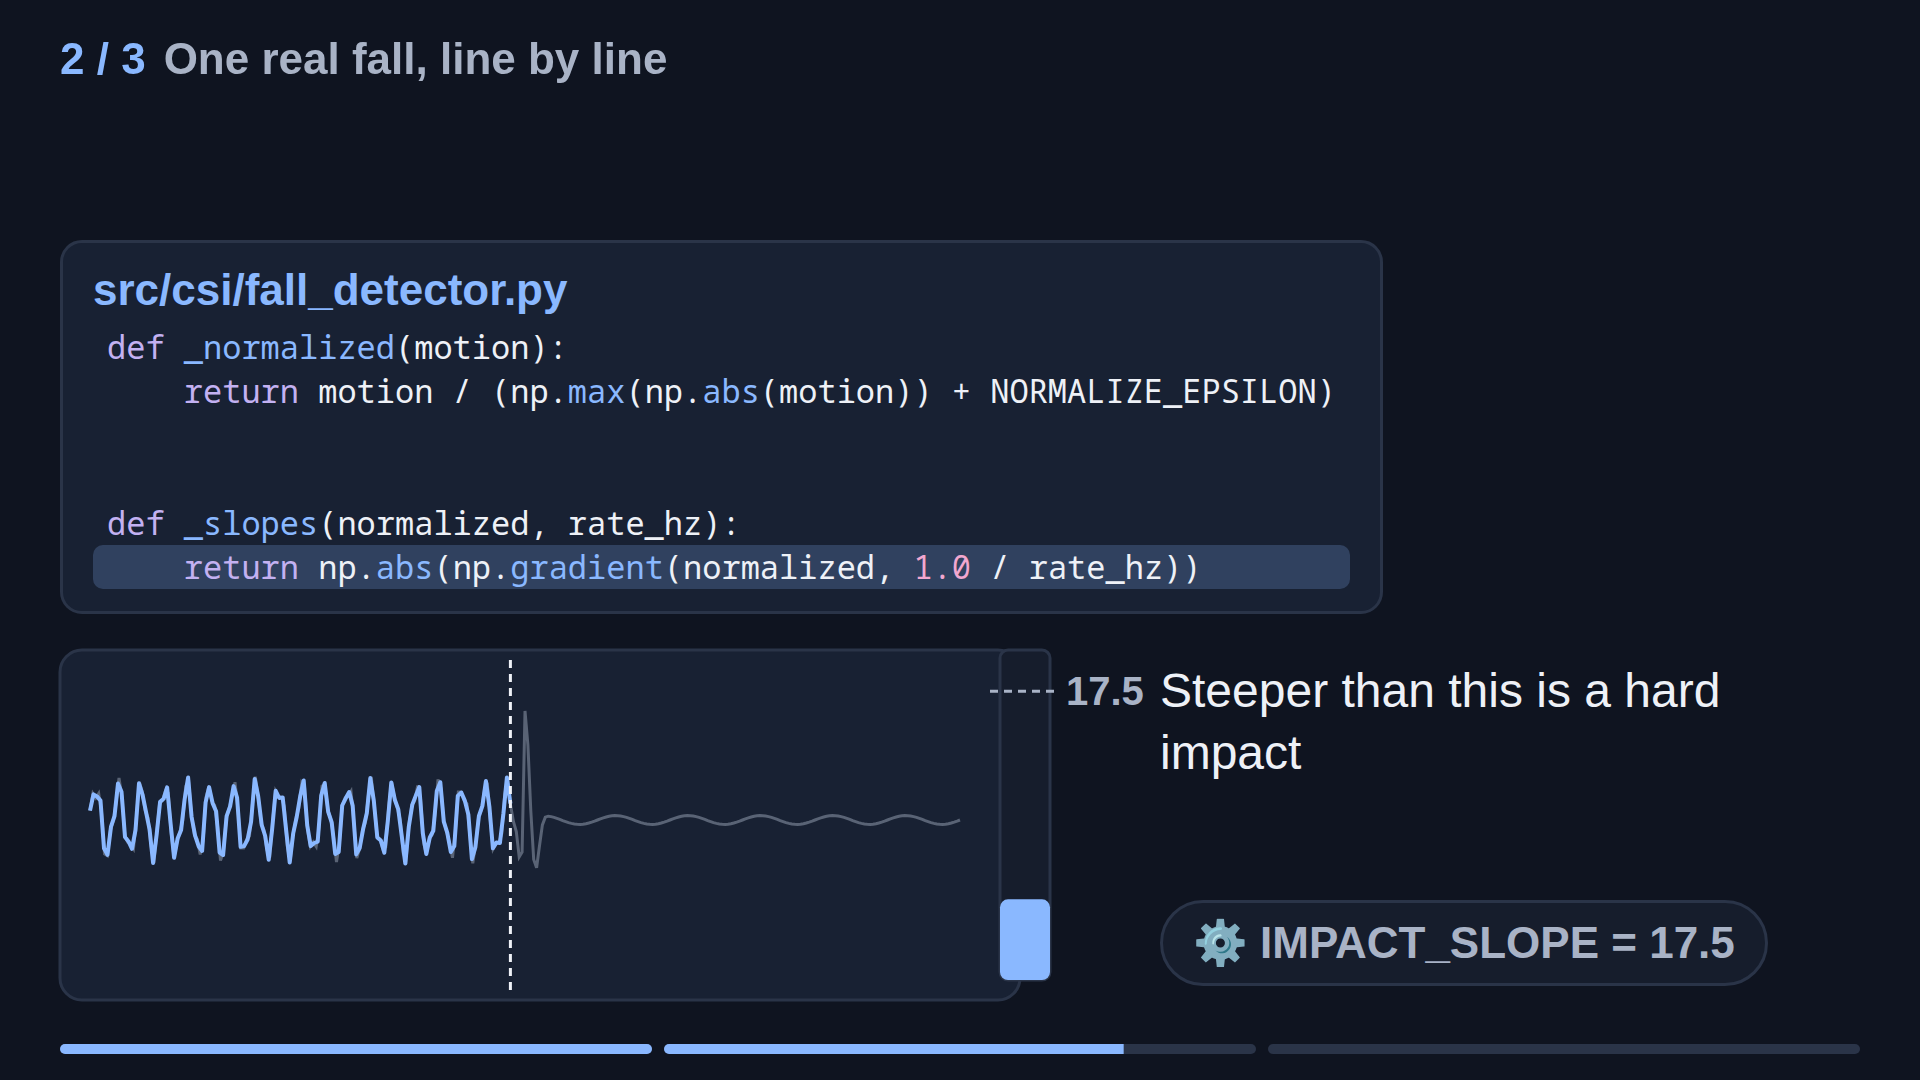 2 / 3 One real fall, line by line
src/csi/fall_detector.py
def _normalized(motion):
    return motion / (np.max(np.abs(motion)) + NORMALIZE_EPSILON)
def _slopes(normalized, rate_hz):
    return np.abs(np.gradient(normalized, 1.0 / rate_hz))
17.5
Steeper than this is a hard
impact
⚙️ IMPACT_SLOPE = 17.5